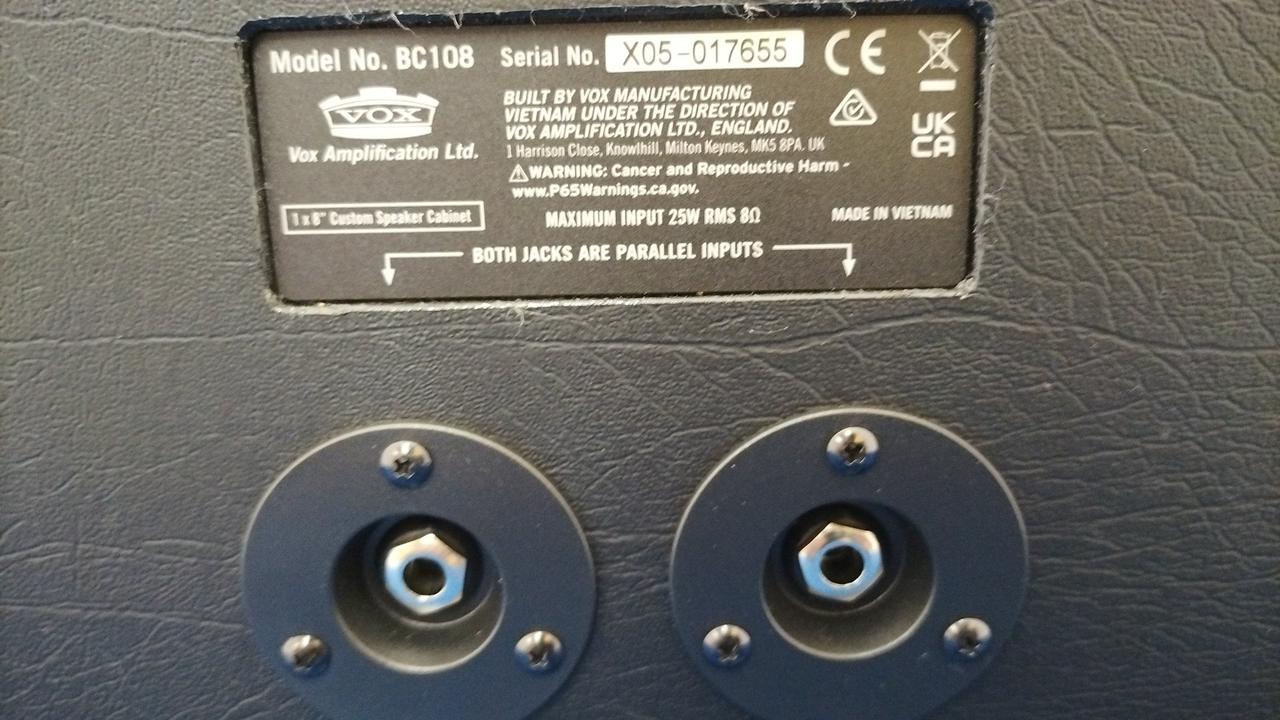 Model No. BC108
Serial No. X05-017655
CE
VOX
Vox Amplification Ltd.
BUILT BY VOX MANUFACTURING
VIETNAM UNDER THE DIRECTION OF
VOX AMPLIFICATION LTD., ENGLAND.
1 Harrison Close, Knowlhill, Milton Keynes, MK5 8PA. UK
UK
CA
⚠WARNING: Cancer and Reproductive Harm -
www.P65Warnings.ca.gov.
1 x 8" Custom Speaker Cabinet
MAXIMUM INPUT 25W RMS 8Ω
MADE IN VIETNAM
BOTH JACKS ARE PARALLEL INPUTS